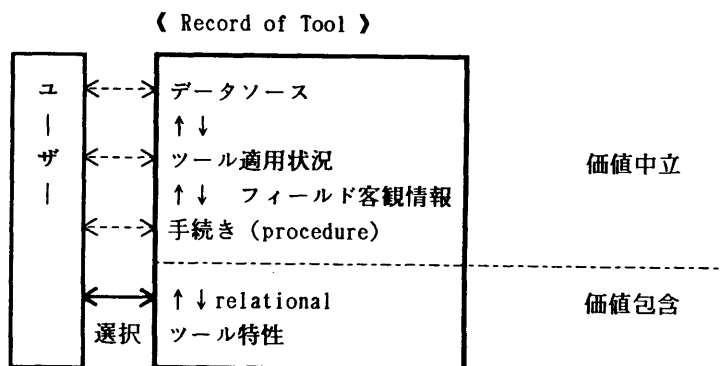 《 Record of Tool 》
ユーザー
データソース
↑↓
ツール適用状況
価値中立
↑↓ フィールド客観情報
手続き (procedure)
↑↓relational
価値包含
選択
ツール特性